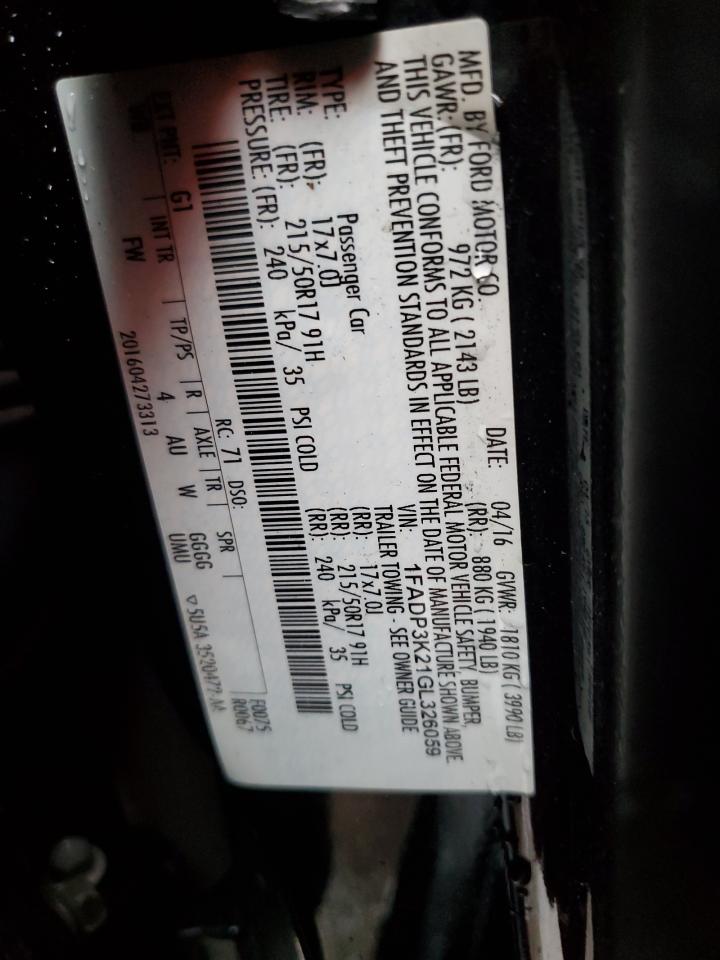 MFD. BY FORD MOTOR CO.
DATE: 04/16 GVWR: 1810 KG ( 3990 LB)
GAWR: (FR): 972 KG ( 2143 LB) (RR): 880 KG ( 1940 LB)
THIS VEHICLE CONFORMS TO ALL APPLICABLE FEDERAL MOTOR VEHICLE SAFETY, BUMPER,
AND THEFT PREVENTION STANDARDS IN EFFECT ON THE DATE OF MANUFACTURE SHOWN ABOVE.
VIN: 1FADP3K21GL326059
TYPE: Passenger Car TRAILER TOWING - SEE OWNER GUIDE
RIM: (FR): 17x7.0J (RR): 17x7.0J
TIRE: (FR): 215/50R17 91H (RR): 215/50R17 91H
PRESSURE: (FR): 240 kPa/ 35 PSI COLD (RR): 240 kPa/ 35 PSI COLD
F0075
RC: 71 DSO: R0067
EXT PNT: G1 INT TR TP/PS R AXLE TR SPR
FW 4 AU W GGGG
201604273313 UMU